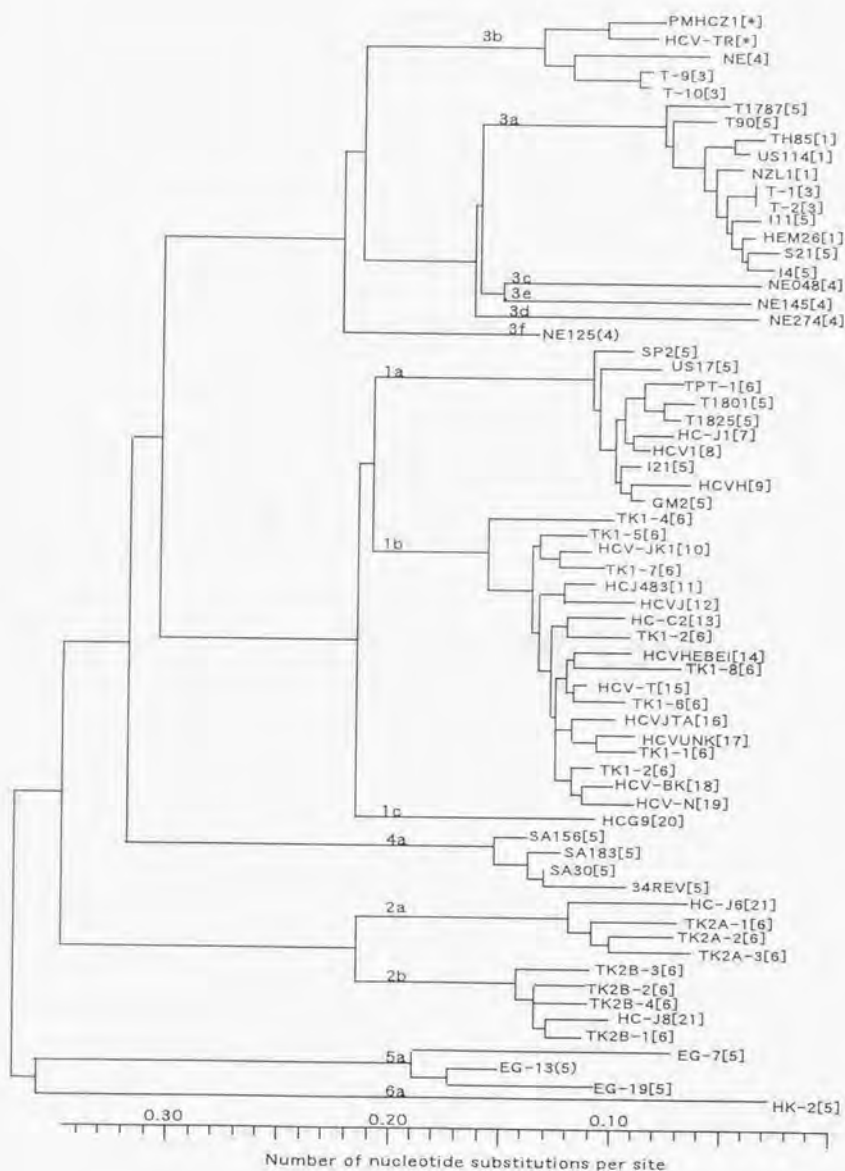 PMHCZ1[*]
3b
HCV-TR[*]
NE[4]
T-9[3]
T-10[3]
T1787[5]
3a
T90[5]
TH85[1]
US114[1]
NZL1[1]
T-1[3]
T-2[3]
I11[5]
HEM26[1]
S21[5]
I4[5]
3c
NE048[4]
3e
NE145[4]
3d
NE274[4]
3f
NE125(4)
SP2[5]
1a
US17[5]
TPT-1[6]
T1801[5]
T1825[5]
HC-J1[7]
HCV1[8]
I21[5]
HCVH[9]
GM2[5]
TK1-4[6]
1b
TK1-5[6]
HCV-JK1[10]
TK1-7[6]
HCJ483[11]
HCVJ[12]
HC-C2[13]
TK1-2[6]
HCVHEBEI[14]
TK1-8[6]
HCV-T[15]
TK1-6[6]
HCVJTA[16]
HCVUNK[17]
TK1-1[6]
TK1-2[6]
HCV-BK[18]
HCV-N[19]
1c
HCG9[20]
4a
SA156[5]
SA183[5]
SA30[5]
34REV[5]
HC-J6[21]
2a
TK2A-1[6]
TK2A-2[6]
TK2A-3[6]
2b
TK2B-3[6]
TK2B-2[6]
TK2B-4[6]
HC-J8[21]
TK2B-1[6]
5a
EG-7[5]
EG-13(5)
EG-19[5]
6a
HK-2[5]
0.30 0.20 0.10
Number of nucleotide substitutions per site